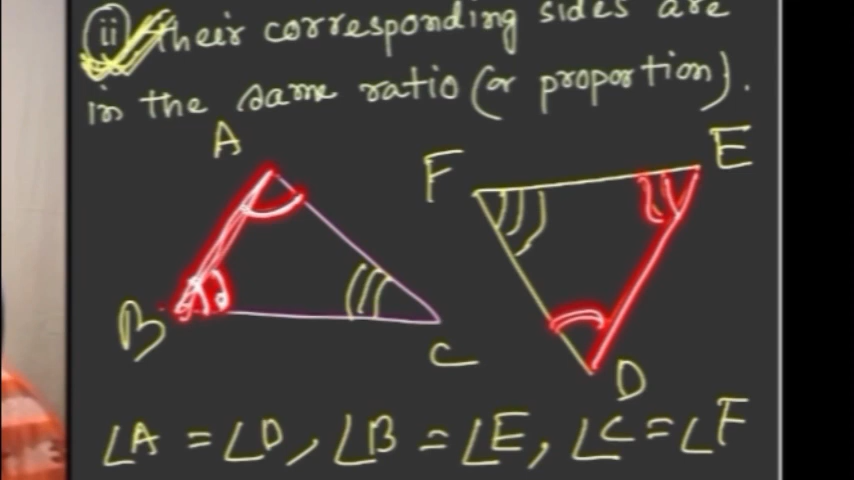 (ii) their corresponding sides are
in the same ratio (or proportion).
A
F
E
B
C
D
∠A = ∠D, ∠B = ∠E, ∠C = ∠F